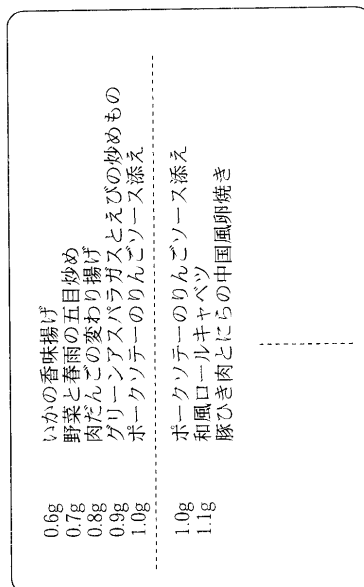 0.6g いかの香味揚げ
0.7g 野菜と春雨の五目炒め
0.8g 肉だんごの変わり揚げ
0.9g グリーンアスパラガスとえびの炒めもの
1.0g ポークソテーのりんごソース添え
1.0g ポークソテーのりんごソース添え
1.1g 和風ロールキャベツ
豚ひき肉とにらの中国風卵焼き